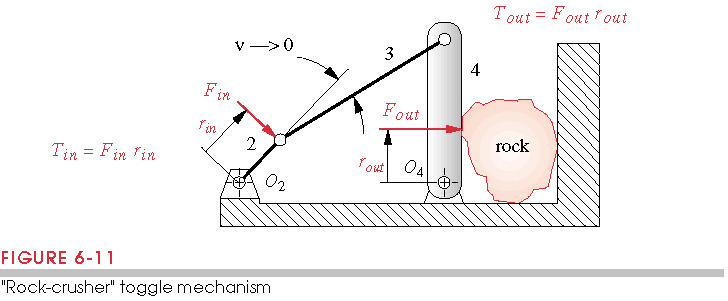 T_out = F_out r_out
v —> 0
3
4
F_in
r_in
F_out
T_in = F_in r_in
2
rock
r_out
O_4
O_2
FIGURE 6-11
"Rock-crusher" toggle mechanism